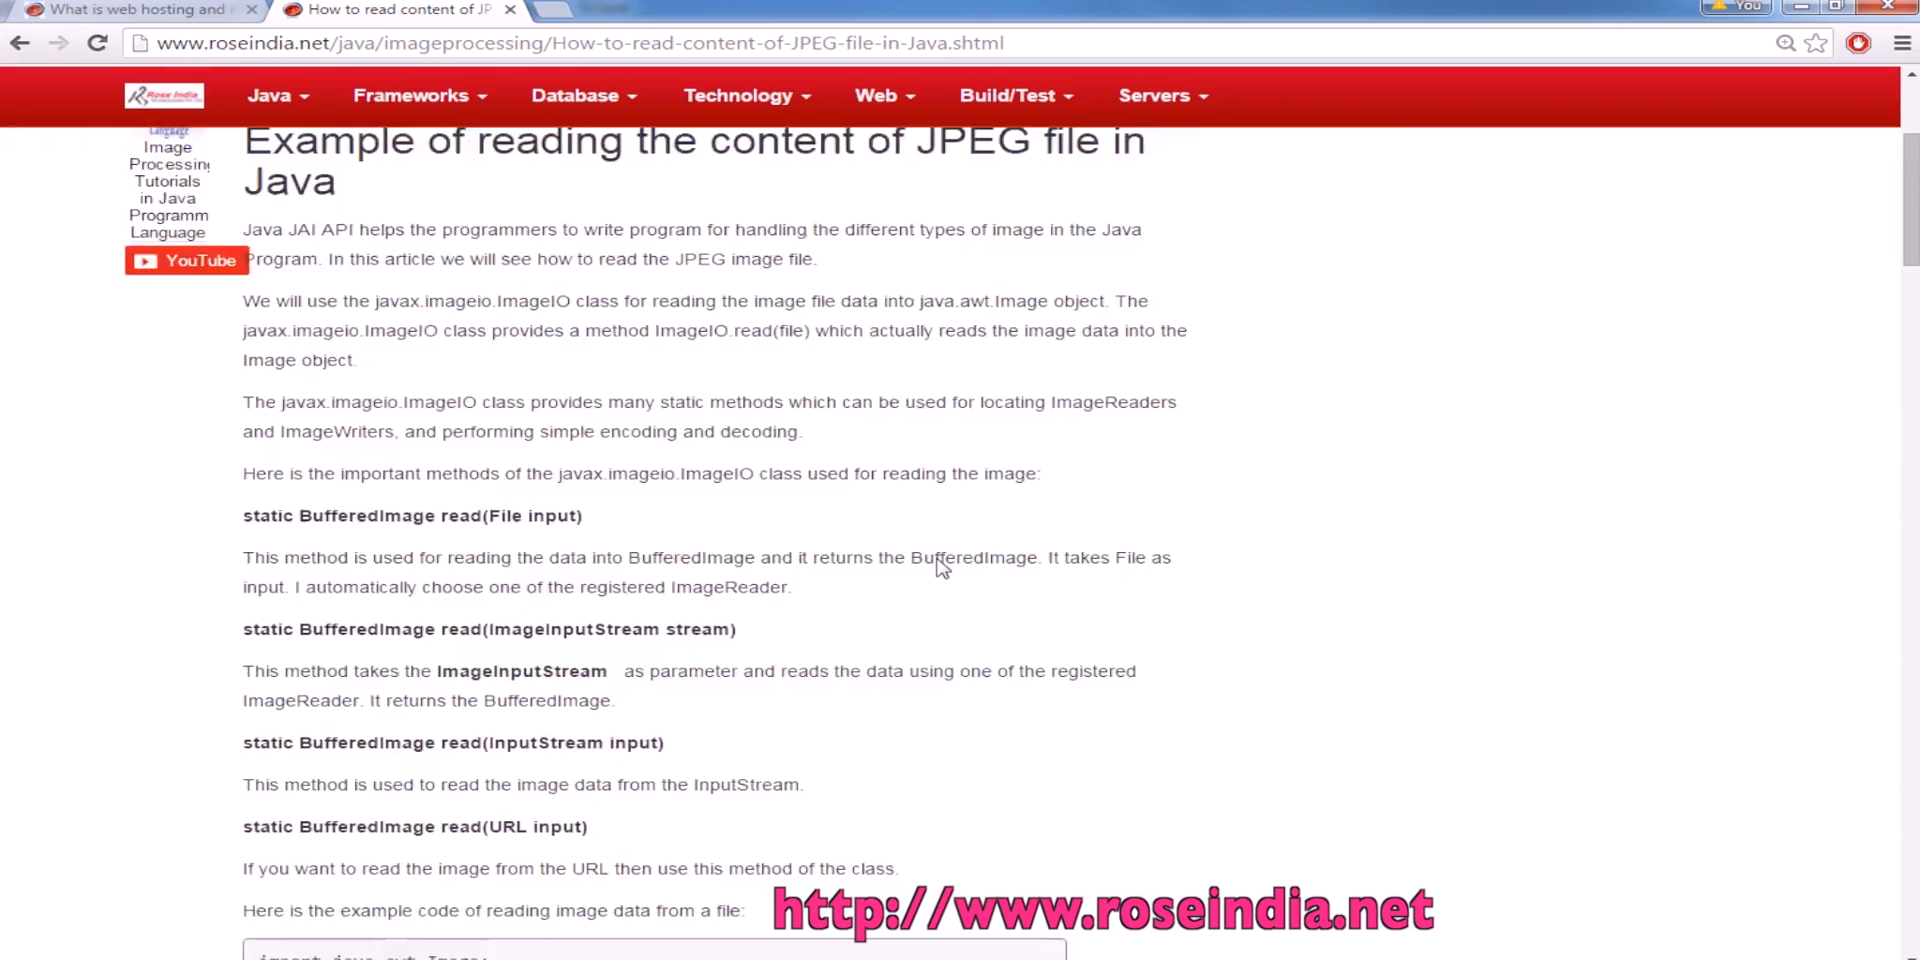 What is web hosting and
How to read content of JP
You
www.roseindia.net/java/imageprocessing/How-to-read-content-of-JPEG-file-in-Java.shtml
Rose India
Java Frameworks Database Technology Web Build/Test Servers
Language
Image
Processing
Tutorials
in Java
Programm
Language
YouTube
Example of reading the content of JPEG file in
Java
Java JAI API helps the programmers to write program for handling the different types of image in the Java
Program. In this article we will see how to read the JPEG image file.
We will use the javax.imageio.ImageIO class for reading the image file data into java.awt.Image object. The
javax.imageio.ImageIO class provides a method ImageIO.read(file) which actually reads the image data into the
Image object.
The javax.imageio.ImageIO class provides many static methods which can be used for locating ImageReaders
and ImageWriters, and performing simple encoding and decoding.
Here is the important methods of the javax.imageio.ImageIO class used for reading the image:
static BufferedImage read(File input)
This method is used for reading the data into BufferedImage and it returns the BufferedImage. It takes File as
input. I automatically choose one of the registered ImageReader.
static BufferedImage read(ImageInputStream stream)
This method takes the ImageInputStream as parameter and reads the data using one of the registered
ImageReader. It returns the BufferedImage.
static BufferedImage read(InputStream input)
This method is used to read the image data from the InputStream.
static BufferedImage read(URL input)
If you want to read the image from the URL then use this method of the class.
Here is the example code of reading image data from a file:
http://www.roseindia.net
import java.awt.Image;